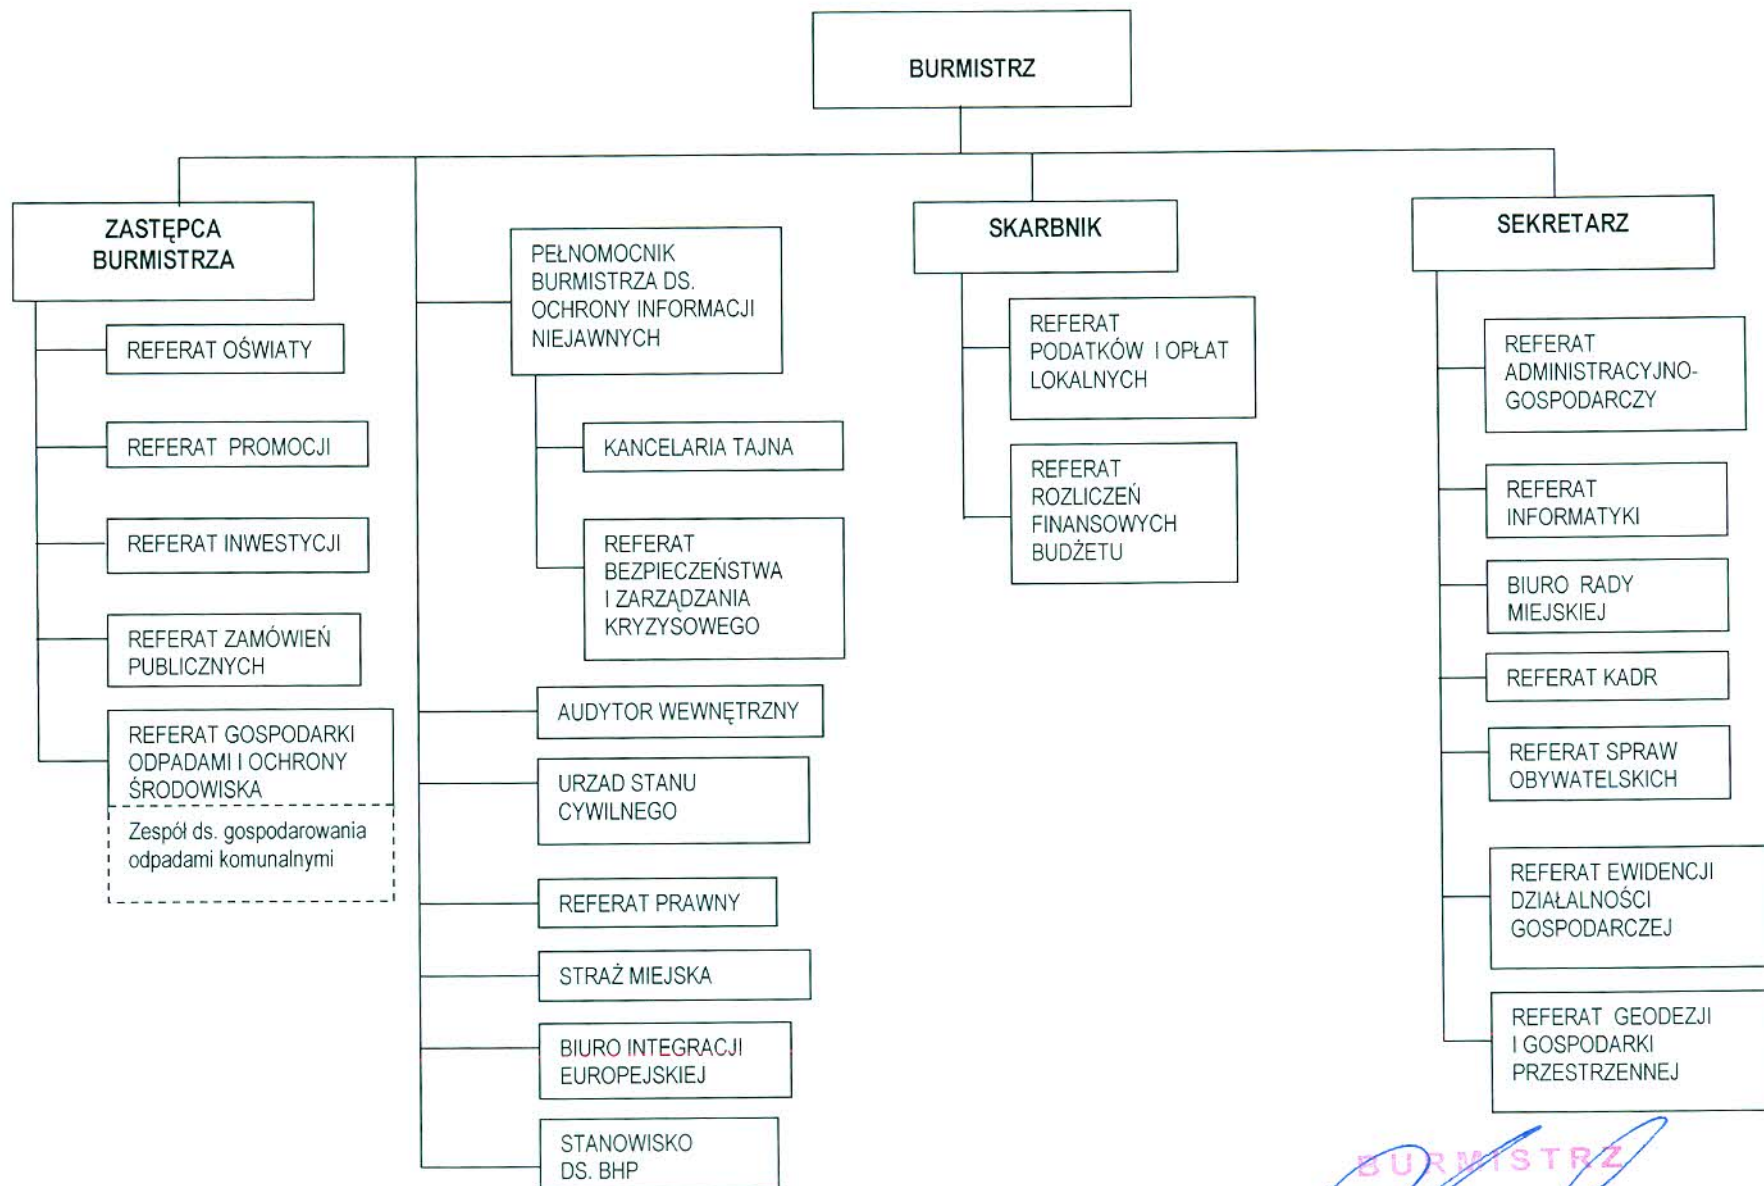 BURMISTRZ
ZASTĘPCA
BURMISTRZA
REFERAT OŚWIATY
REFERAT PROMOCJI
REFERAT INWESTYCJI
REFERAT ZAMÓWIEŃ
PUBLICZNYCH
REFERAT GOSPODARKI
ODPADAMI I OCHRONY
ŚRODOWISKA
Zespół ds. gospodarowania
odpadami komunalnymi
PEŁNOMOCNIK
BURMISTRZA DS.
OCHRONY INFORMACJI
NIEJAWNYCH
KANCELARIA TAJNA
REFERAT
BEZPIECZEŃSTWA
I ZARZĄDZANIA
KRYZYSOWEGO
AUDYTOR WEWNĘTRZNY
URZAD STANU
CYWILNEGO
REFERAT PRAWNY
STRAŻ MIEJSKA
BIURO INTEGRACJI
EUROPEJSKIEJ
STANOWISKO
DS. BHP
SKARBNIK
REFERAT
PODATKÓW I OPŁAT
LOKALNYCH
REFERAT
ROZLICZEŃ
FINANSOWYCH
BUDŻETU
SEKRETARZ
REFERAT
ADMINISTRACYJNO-
GOSPODARCZY
REFERAT
INFORMATYKI
BIURO RADY
MIEJSKIEJ
REFERAT KADR
REFERAT SPRAW
OBYWATELSKICH
REFERAT EWIDENCJI
DZIAŁALNOŚCI
GOSPODARCZEJ
REFERAT GEODEZJI
I GOSPODARKI
PRZESTRZENNEJ
BURMISTRZ